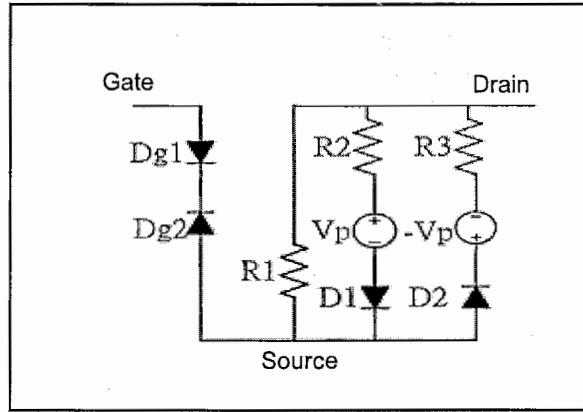 Gate
Drain
Dg1
R2
R3
Dg2
Vp
+
-
-Vp
-
+
R1
D1
D2
Source